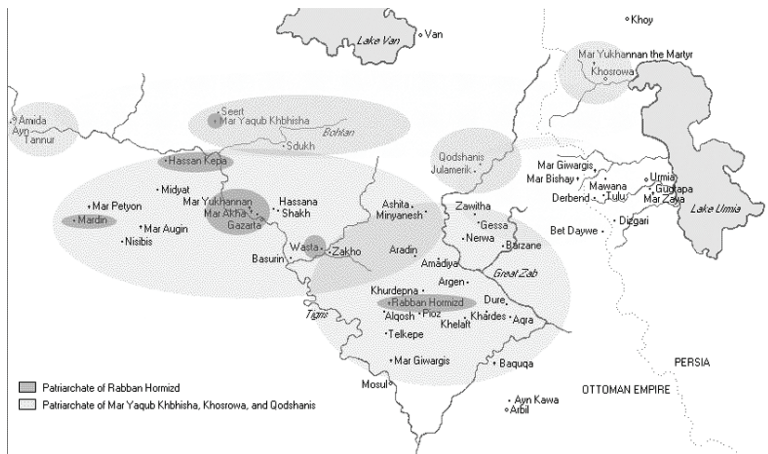 Khoy
Lake Van
Van
Mar Yukhannan the Martyr
Khosrowa
Seert
Mar Yaqub Khbhisha
Amida
Ayn
Tannur
Bohtan
Sdukh
Hassan Kepa
Qodshanis
Julamerik
Mar Giwargis
Mar Bishay
Urmia
Mawana
Gugtapa
Derbend
Tulu
Mar Zaya
Lake Urmia
Midyat
Mar Petyon
Mar Yukhannan
Mar Akha
Gazarta
Hassana
Shakh
Ashita
Minyanesh
Zawitha
Mardin
Mar Augin
Nisibis
Gessa
Nerwa
Barzane
Dizgari
Bet Daywe
Wasta
Zakho
Basurin
Aradin
Amadiya
Great Zab
Argen
Khurdepna
Rabban Hormizd
Dure
Tigris
Alqosh
Pioz
Khelaft
Khardes
Aqra
Telkepe
Mar Giwargis
Baquqa
Mosul
Ayn Kawa
Arbil
PERSIA
OTTOMAN EMPIRE
Patriarchate of Rabban Hormizd
Patriarchate of Mar Yaqub Khbhisha, Khosrowa, and Qodshanis